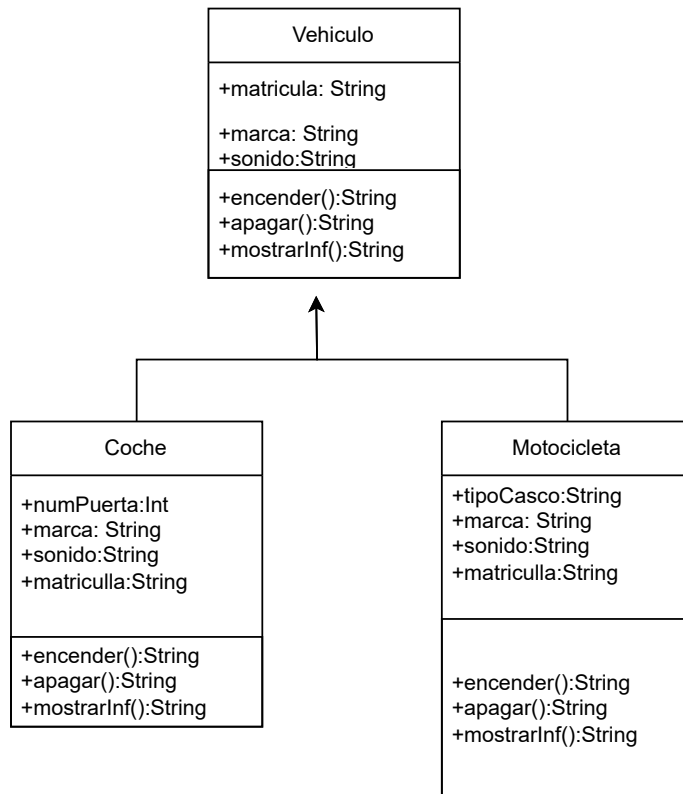 Vehiculo
+matricula: String
+marca: String
+sonido:String
+encender():String
+apagar():String
+mostrarInf():String
Coche
+numPuerta:Int
+marca: String
+sonido:String
+matriculla:String
+encender():String
+apagar():String
+mostrarInf():String
Motocicleta
+tipoCasco:String
+marca: String
+sonido:String
+matriculla:String
+encender():String
+apagar():String
+mostrarInf():String